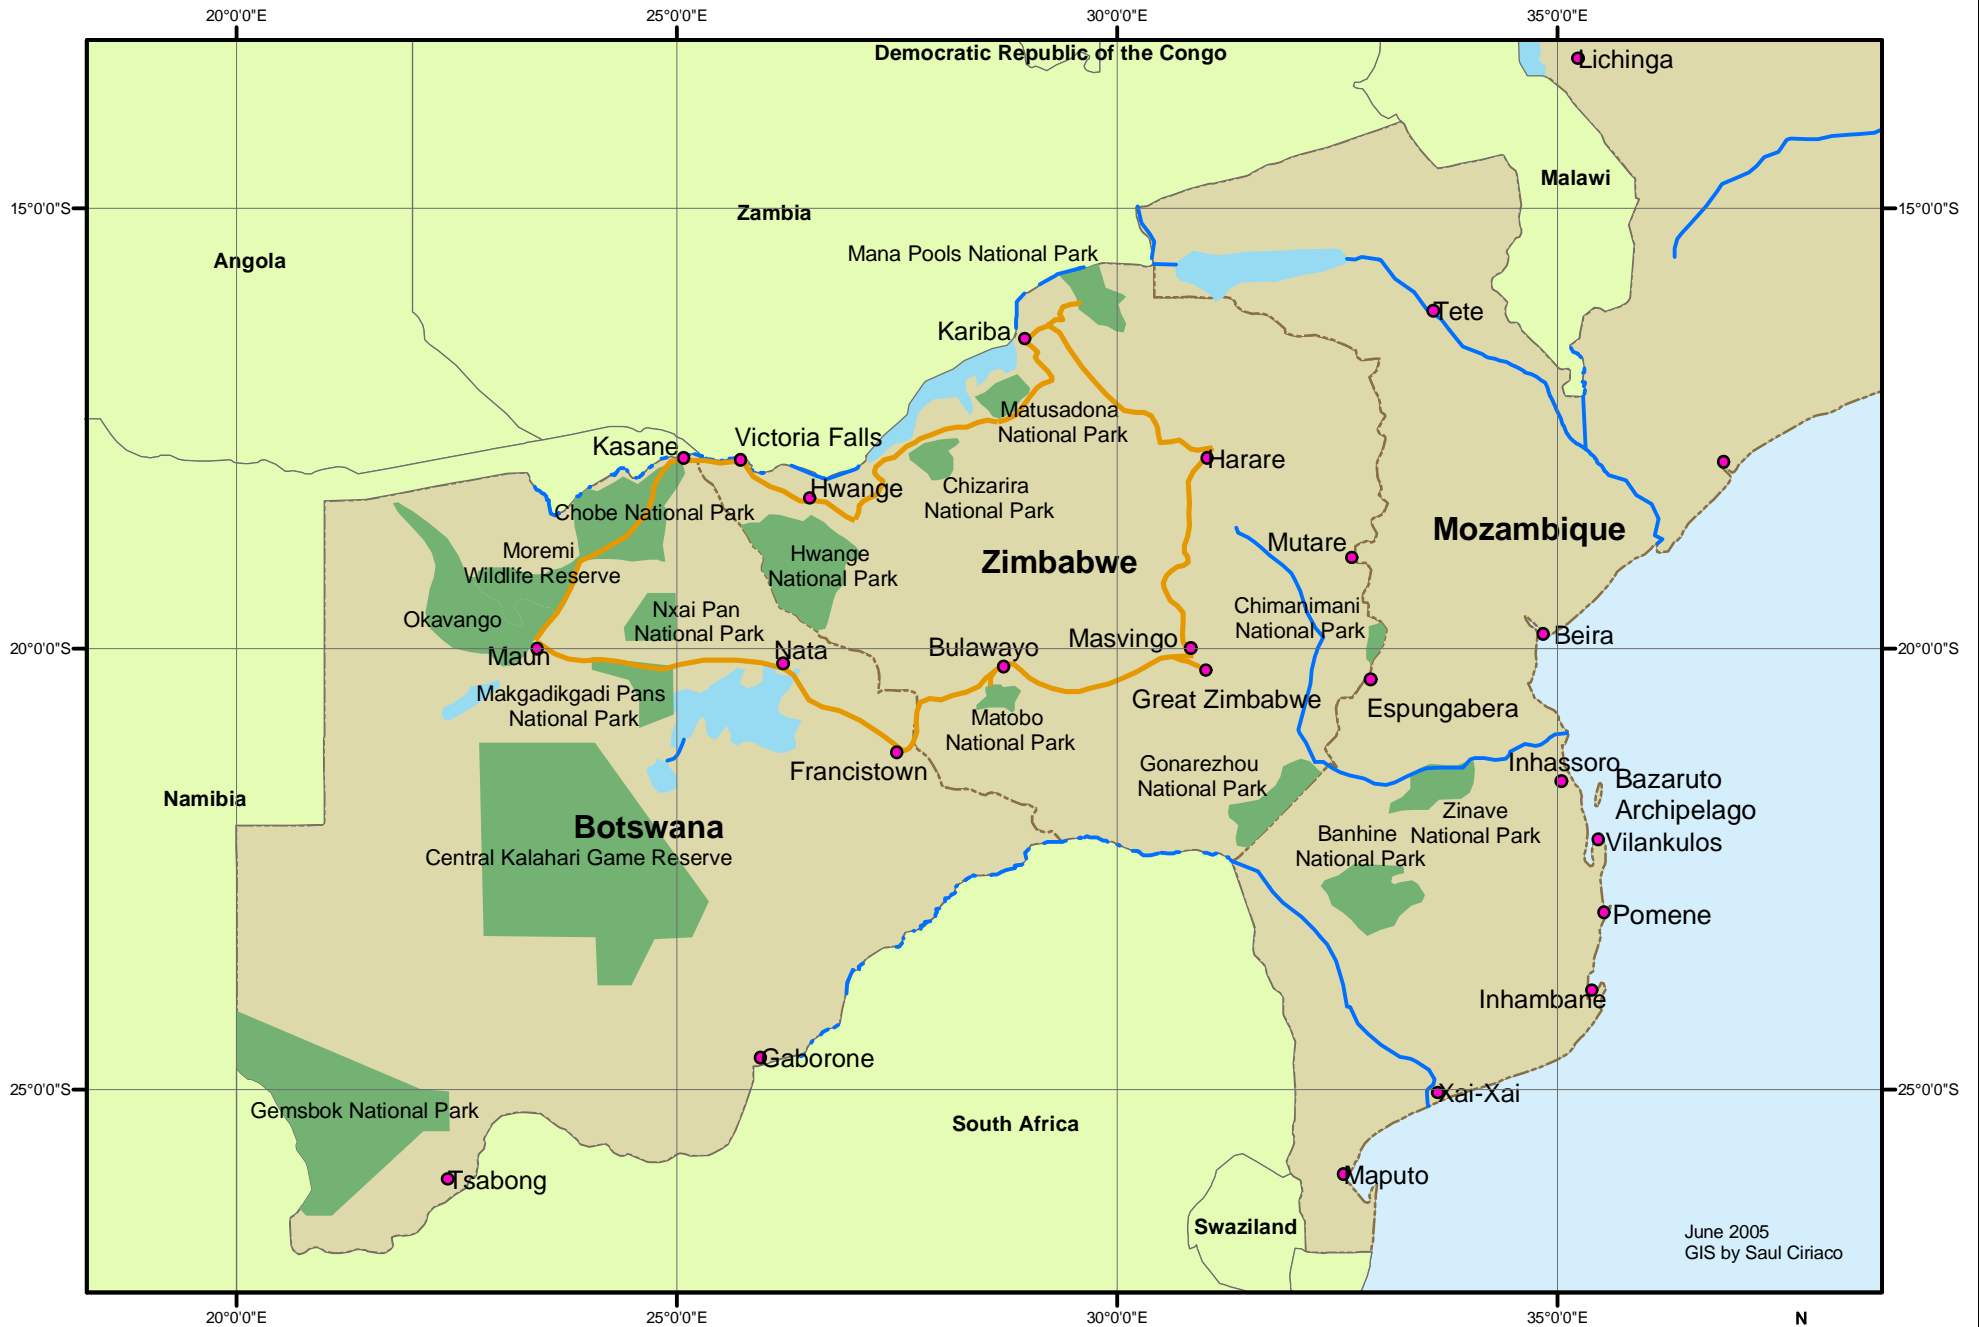 20°0'0"E
25°0'0"E
30°0'0"E
35°0'0"E
Democratic Republic of the Congo
Lichinga
Malawi
15°0'0"S
15°0'0"S
Zambia
Angola
Mana Pools National Park
Tete
Kariba
Matusadona
National Park
Kasane
Victoria Falls
Harare
Hwange
Chizarira
National Park
Chobe National Park
Mozambique
Mutare
Moremi
Wildlife Reserve
Hwange
National Park
Zimbabwe
Okavango
Nxai Pan
National Park
Chimanimani
National Park
Beira
20°0'0"S
20°0'0"S
Maun
Nata
Bulawayo
Masvingo
Makgadikgadi Pans
National Park
Great Zimbabwe
Espungabera
Matobo
National Park
Francistown
Gonarezhou
National Park
Inhassoro
Bazaruto
Archipelago
Namibia
Zinave
National Park
Banhine
National Park
Vilankulos
Botswana
Central Kalahari Game Reserve
Pomene
Inhambane
Gaborone
25°0'0"S
25°0'0"S
Xai-Xai
Gemsbok National Park
South Africa
Tsabong
Maputo
Swaziland
June 2005
GIS by Saul Ciriaco
20°0'0"E
25°0'0"E
30°0'0"E
35°0'0"E
N